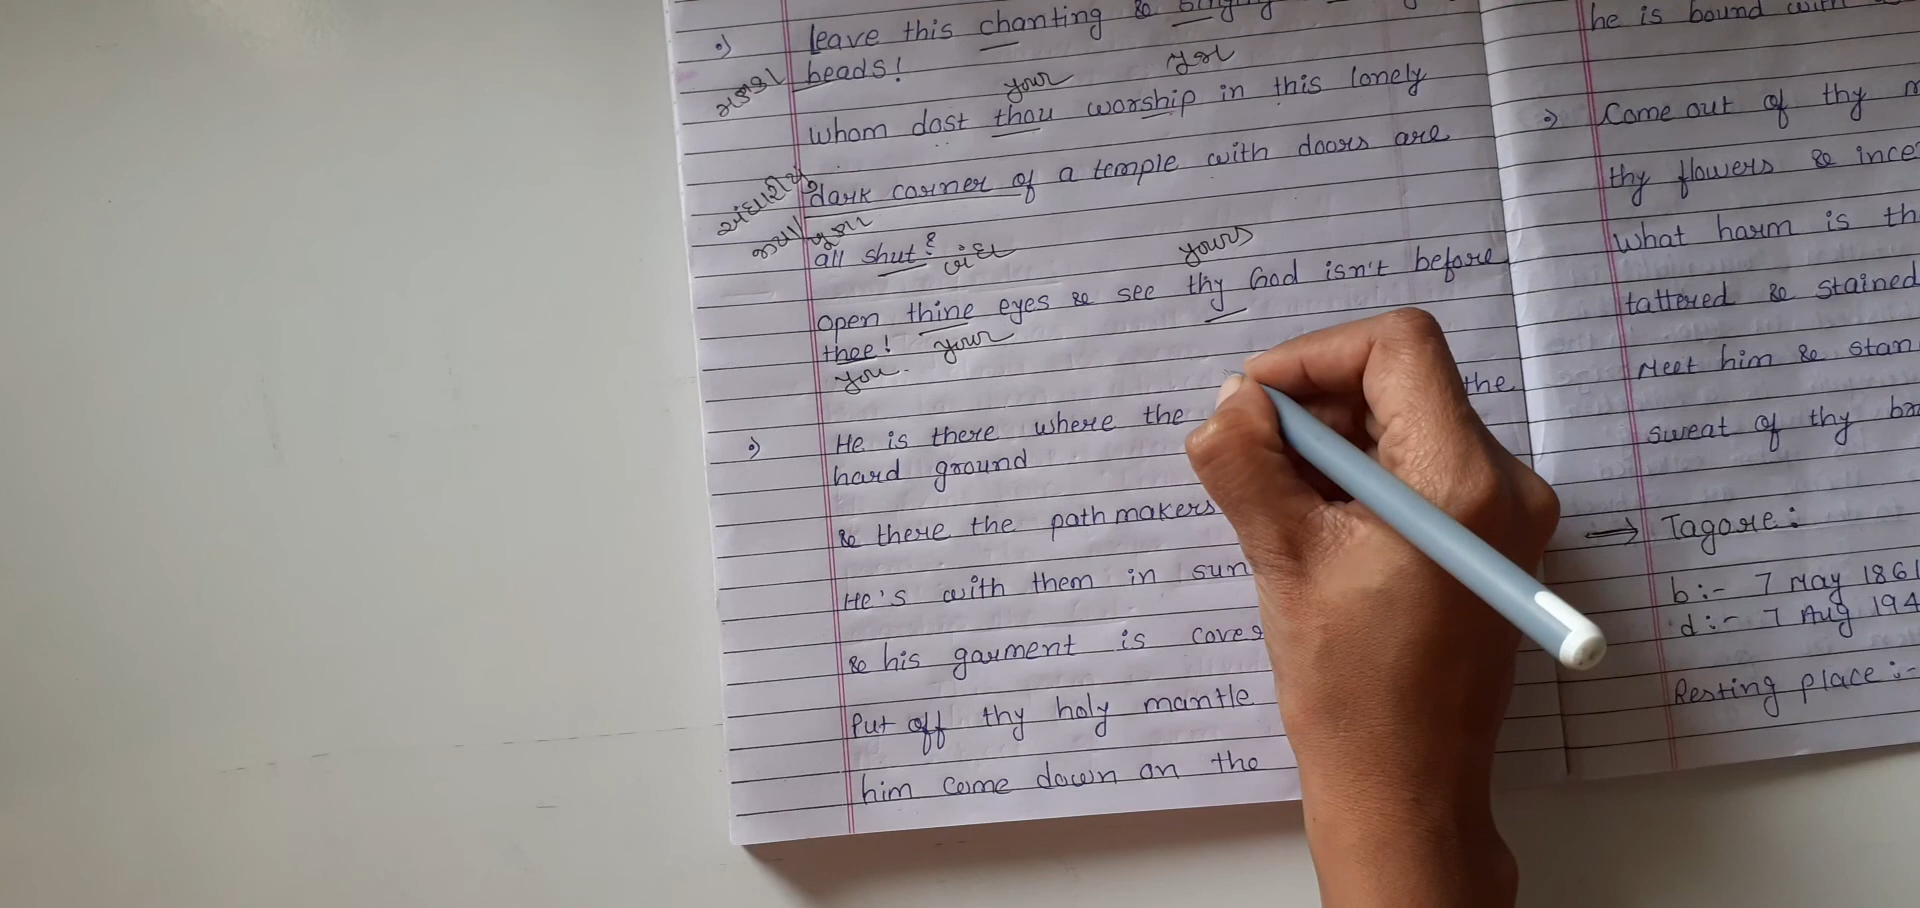 leave this chanting & singing
beads!
your
whom dost thou worship in this lonely
dark corner of a temple with doors are
all shut?
બંધ
yours
open thine eyes & see thy God isn't before
thee! your
you.
He is there where the the
hard ground
& there the pathmakers
He's with them in sun
& his garment is cove
Put off thy holy mantle
him come down on the
he is bound with
Come out of thy
thy flowers & ince
what harm is th
tattered & stained
Meet him & stan
sweat of thy br
⇒ Tagore:
b:- 7 May 1861
d:- 7 Aug 194
Resting place:-